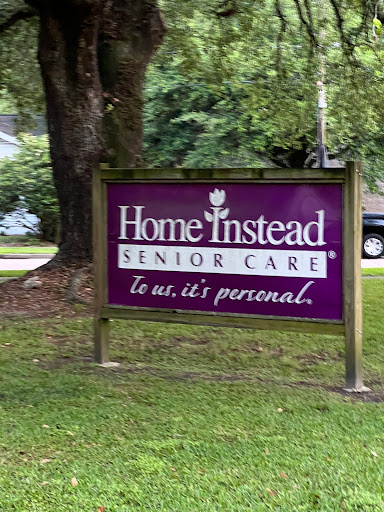 Home Instead
SENIOR CARE®
To us, it's personal.